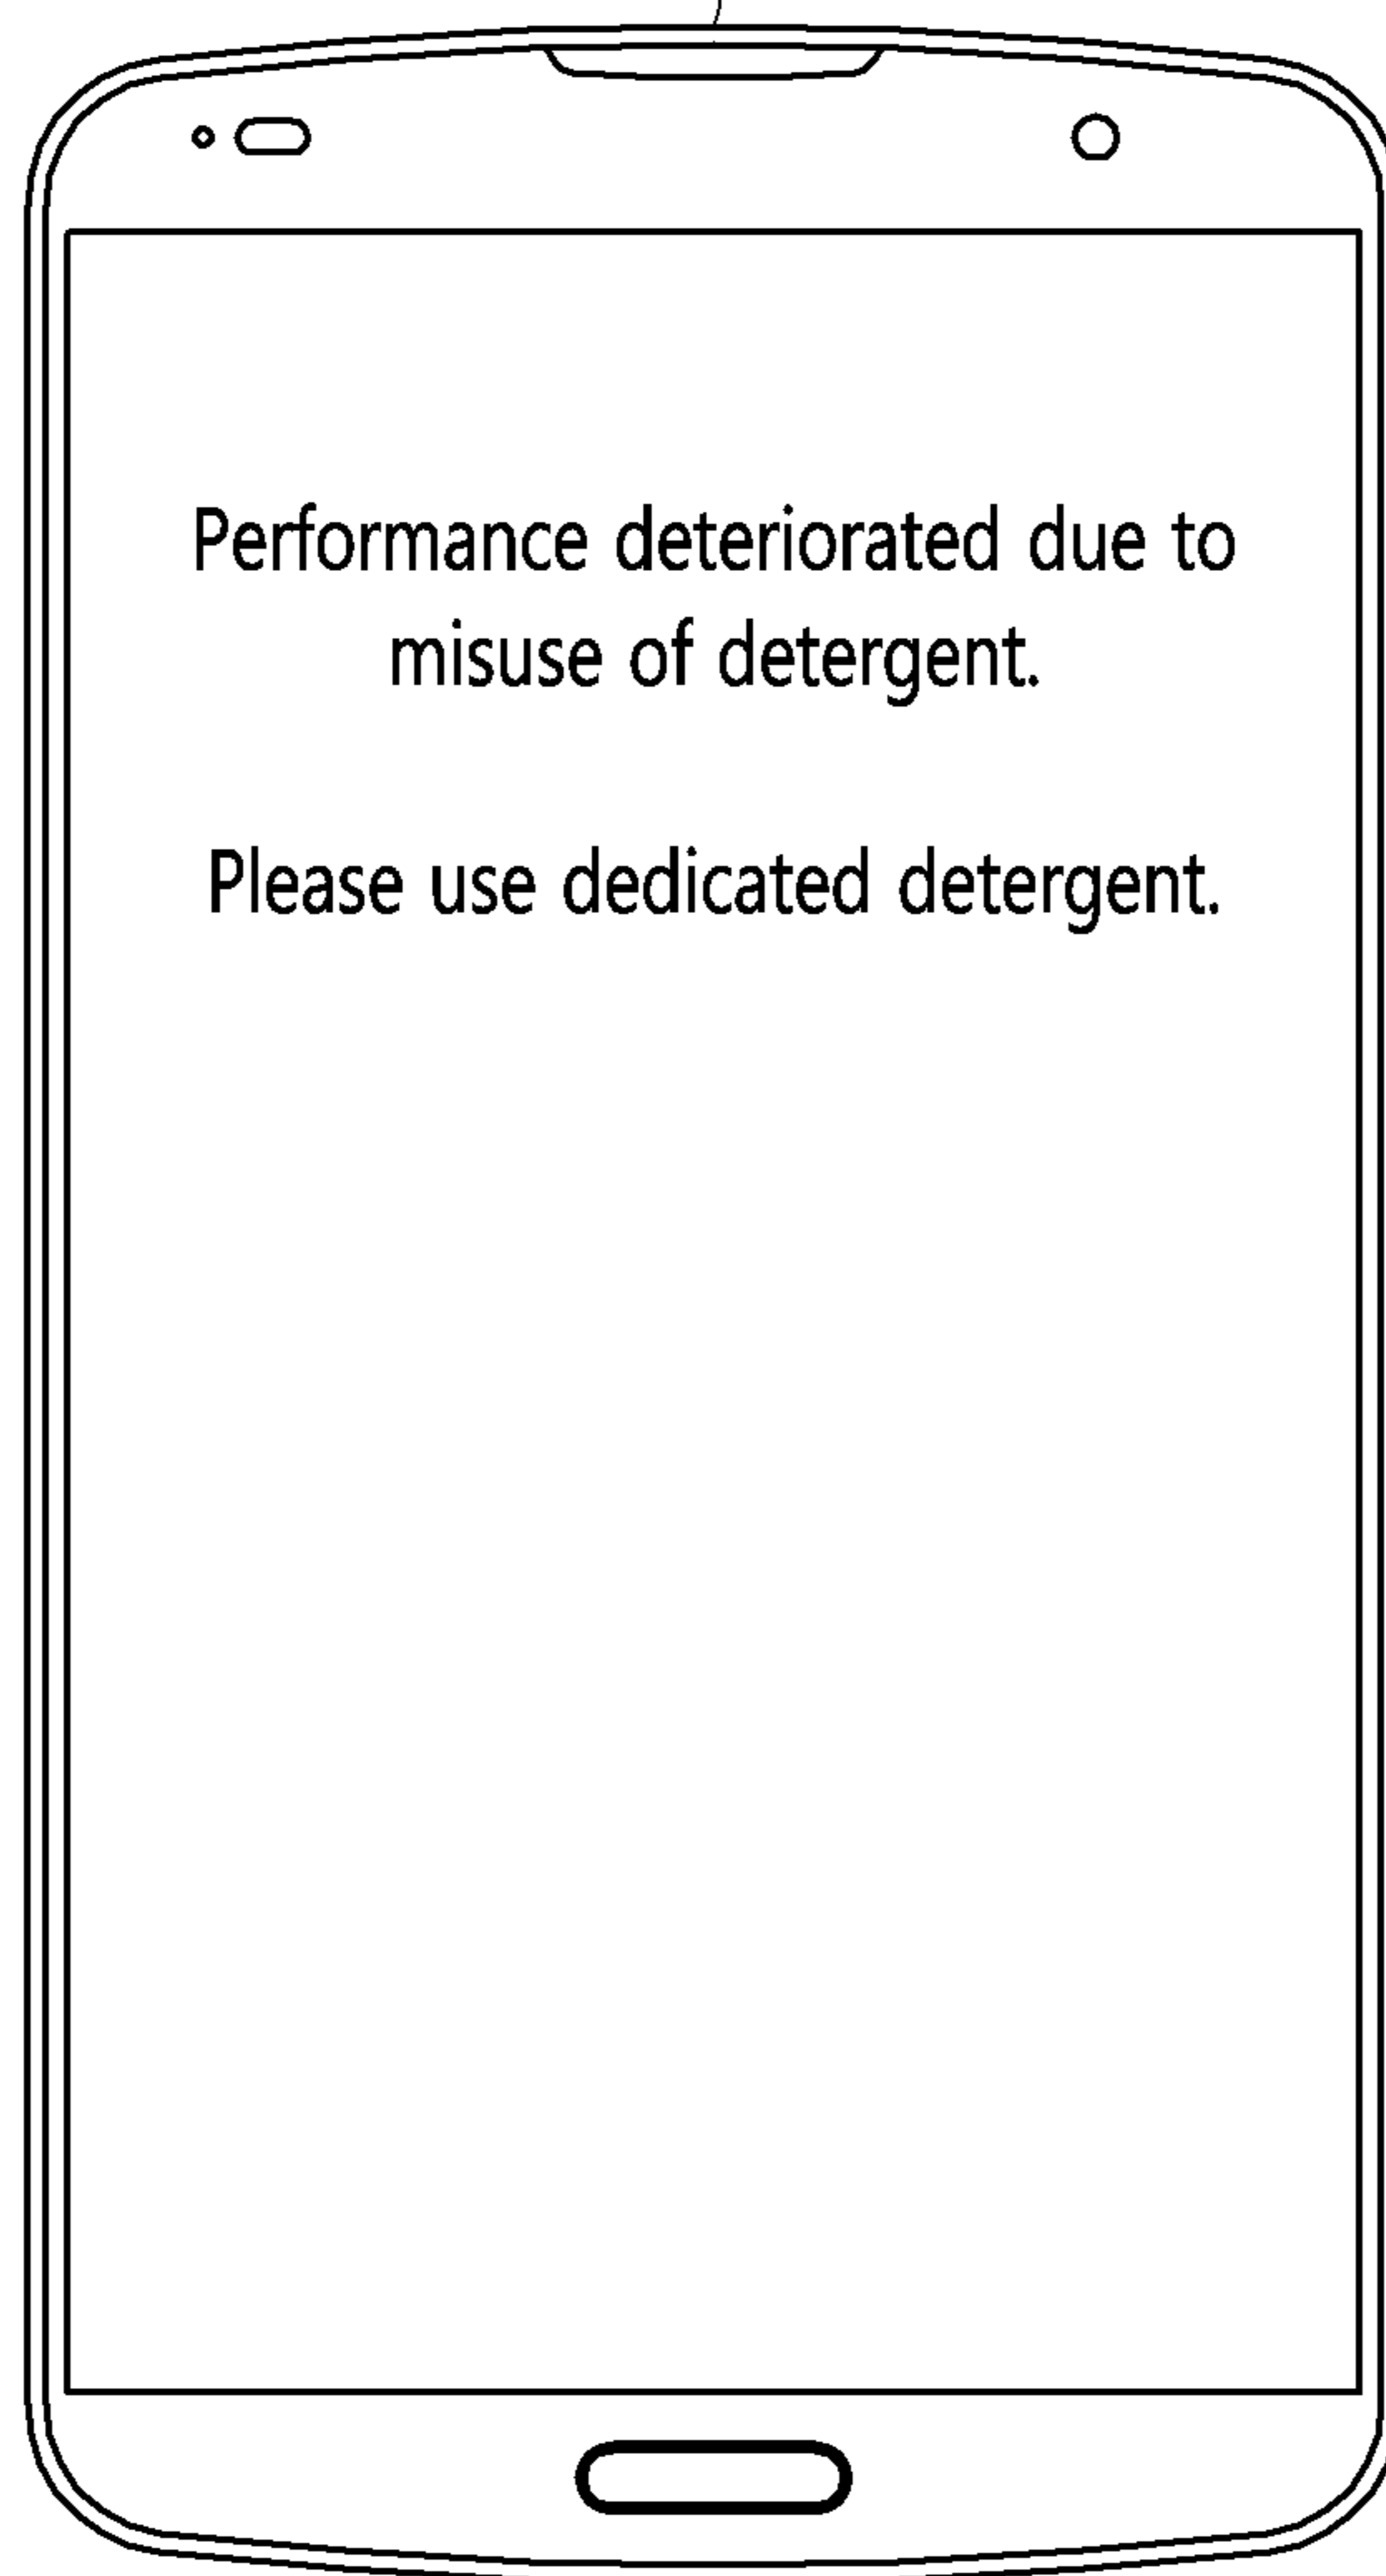 Performance deteriorated due to
misuse of detergent.
Please use dedicated detergent.